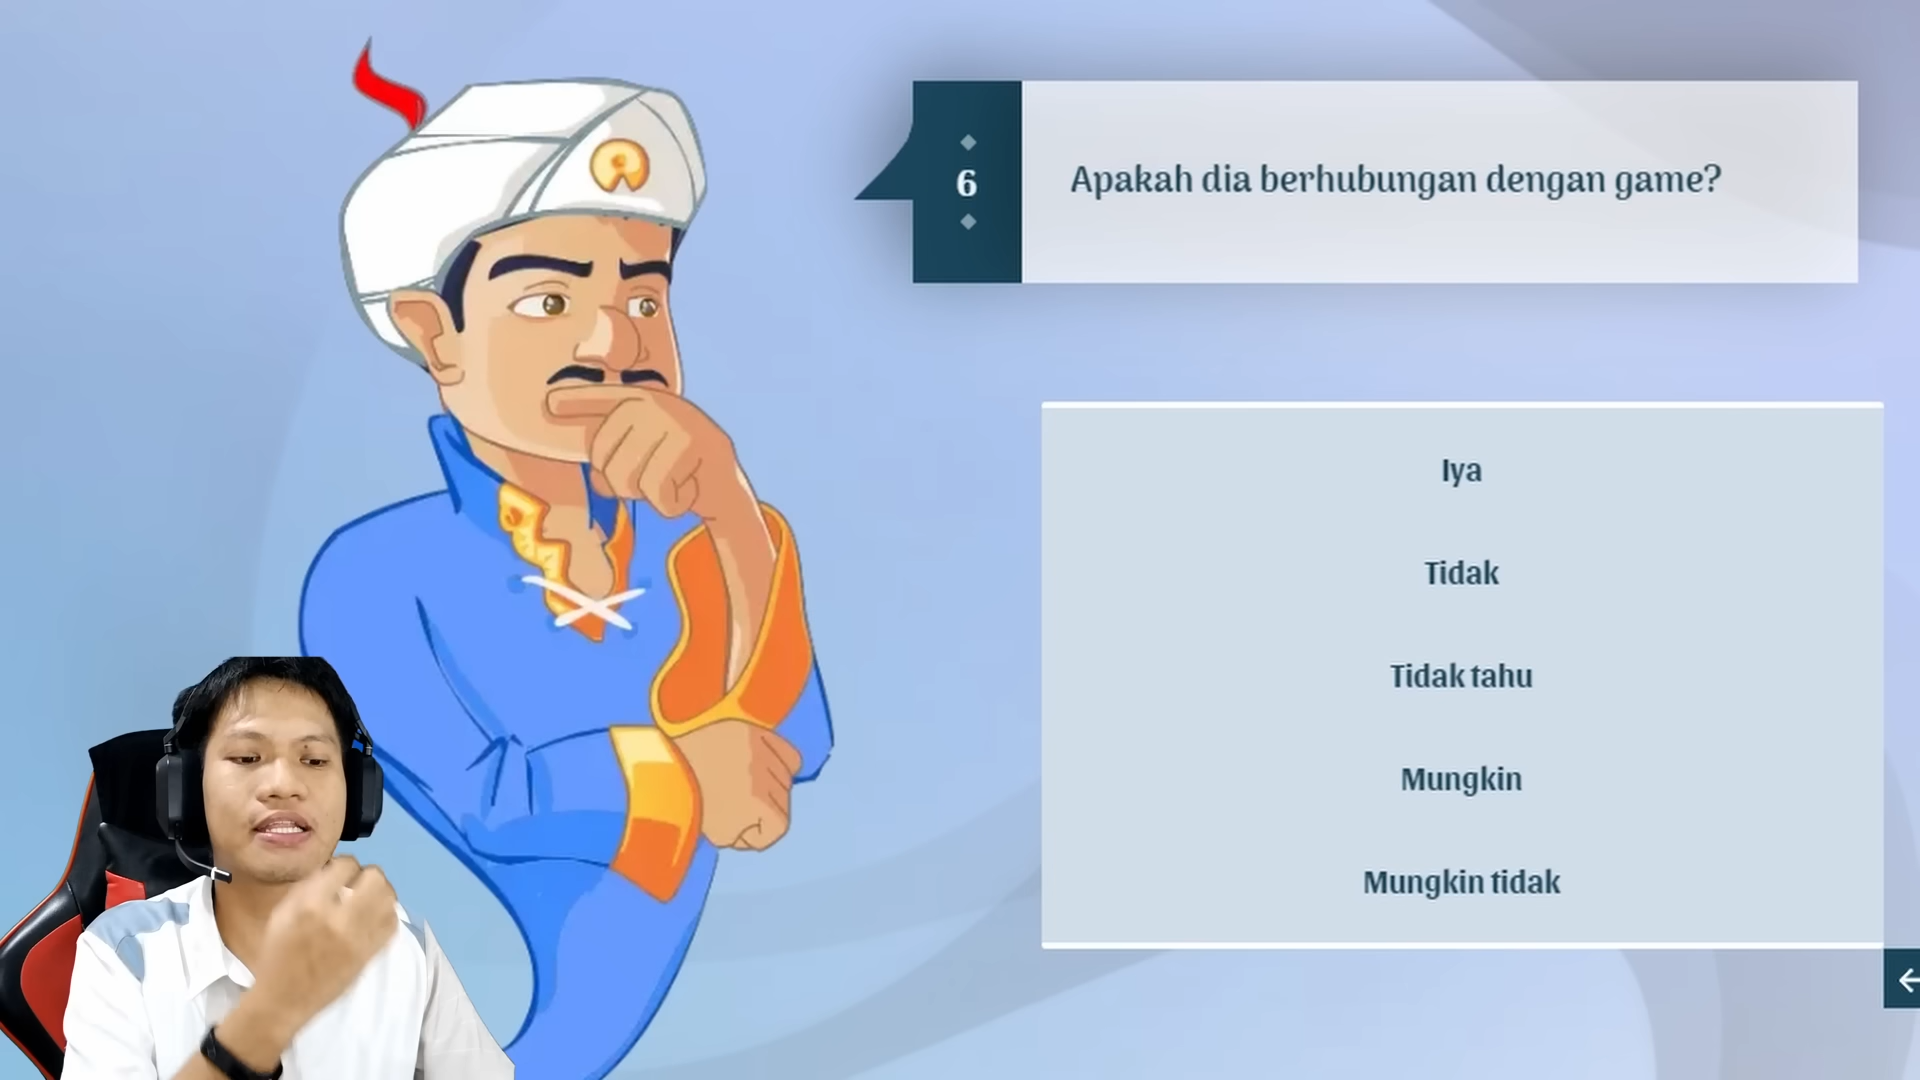 6
Apakah dia berhubungan dengan game?
Iya
Tidak
Tidak tahu
Mungkin
Mungkin tidak